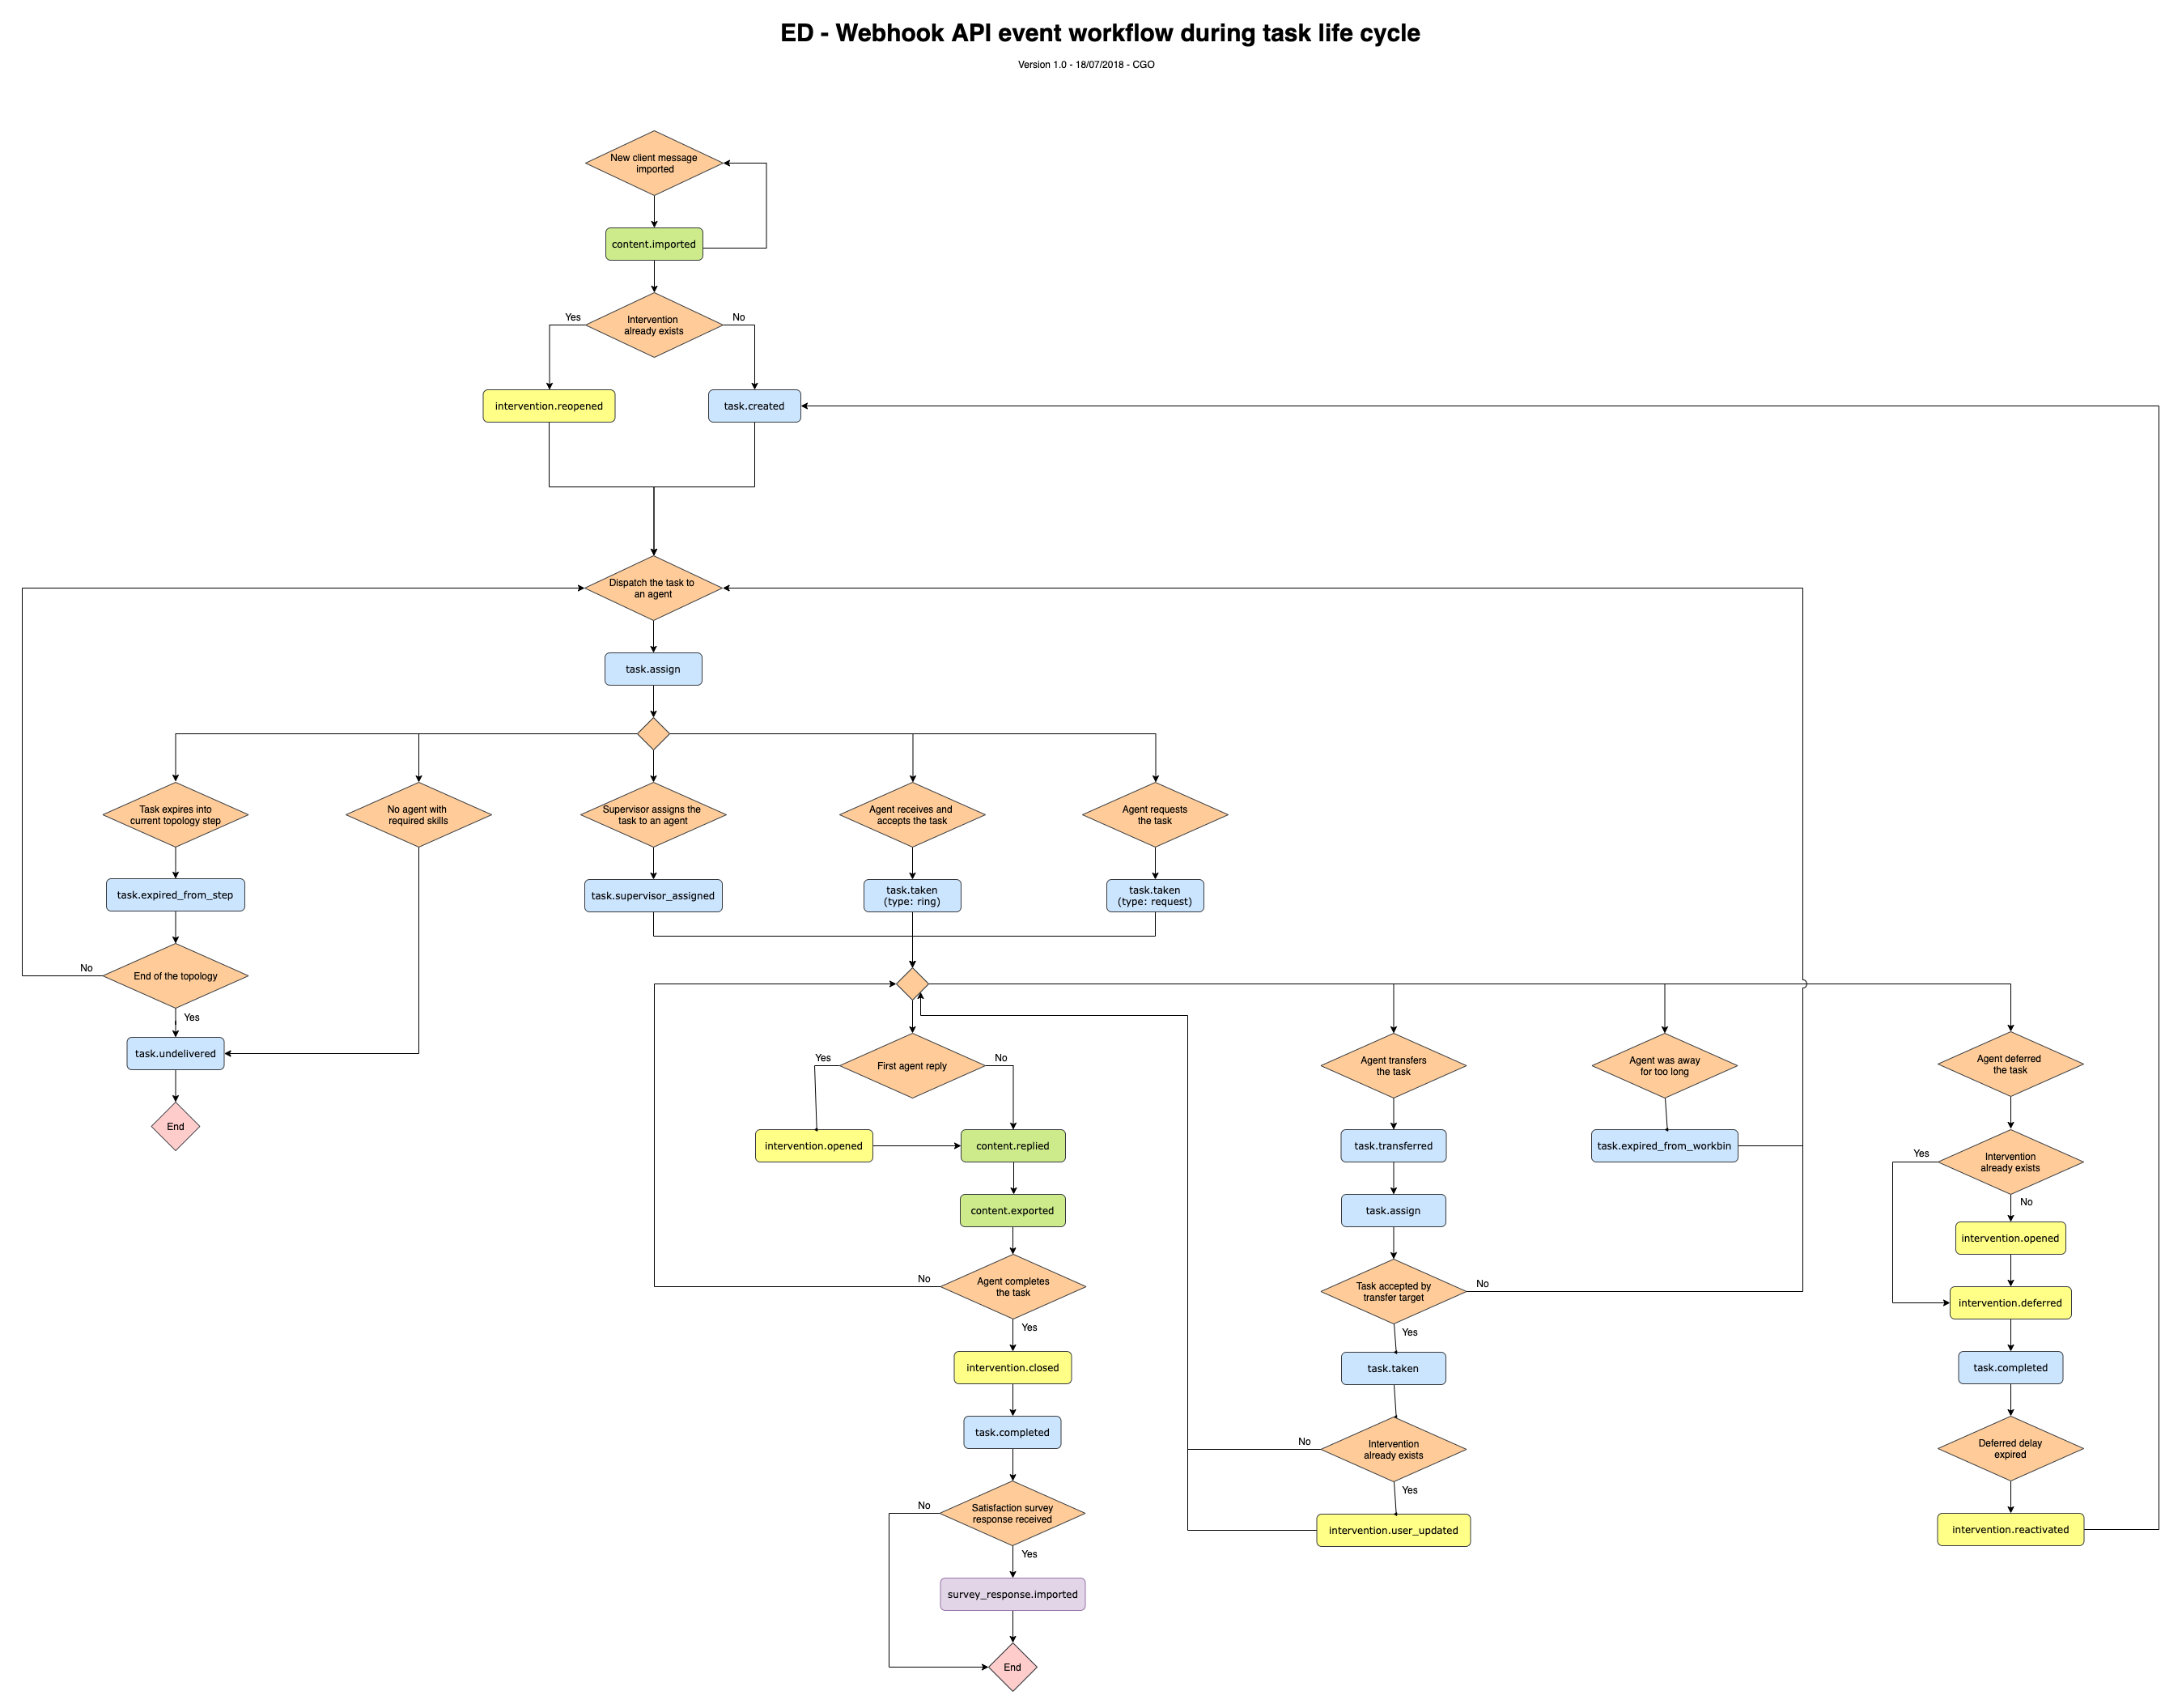 ED - Webhook API event workflow during task life cycle
Version 1.0 - 18/07/2018 - CGO
New client message
imported
content.imported
Yes
Intervention
already exists
No
intervention.reopened
task.created
Dispatch the task to
an agent
task.assign
Task expires into
current topology step
No agent with
required skills
Supervisor assigns the
task to an agent
Agent receives and
accepts the task
Agent requests
the task
task.expired_from_step
task.supervisor_assigned
task.taken
(type: ring)
task.taken
(type: request)
No
End of the topology
Yes
task.undelivered
End
Yes
First agent reply
No
intervention.opened
content.replied
content.exported
No
Agent completes
the task
Yes
intervention.closed
task.completed
No
Satisfaction survey
response received
Yes
survey_response.imported
End
Agent transfers
the task
task.transferred
task.assign
Task accepted by
transfer target
No
Yes
task.taken
No
Intervention
already exists
Yes
intervention.user_updated
Agent was away
for too long
task.expired_from_workbin
Agent deferred
the task
Yes
Intervention
already exists
No
intervention.opened
intervention.deferred
task.completed
Deferred delay
expired
intervention.reactivated